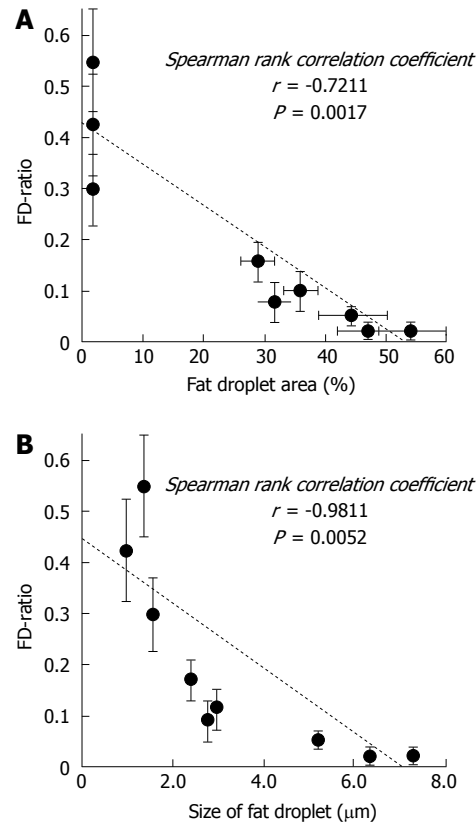 A
Spearman rank correlation coefficient
r = -0.7211
P = 0.0017
FD-ratio
0.6
0.5
0.4
0.3
0.2
0.1
0
0 10 20 30 40 50 60
Fat droplet area (%)
B
Spearman rank correlation coefficient
r = -0.9811
P = 0.0052
FD-ratio
0.6
0.5
0.4
0.3
0.2
0.1
0
0 2.0 4.0 6.0 8.0
Size of fat droplet (μm)